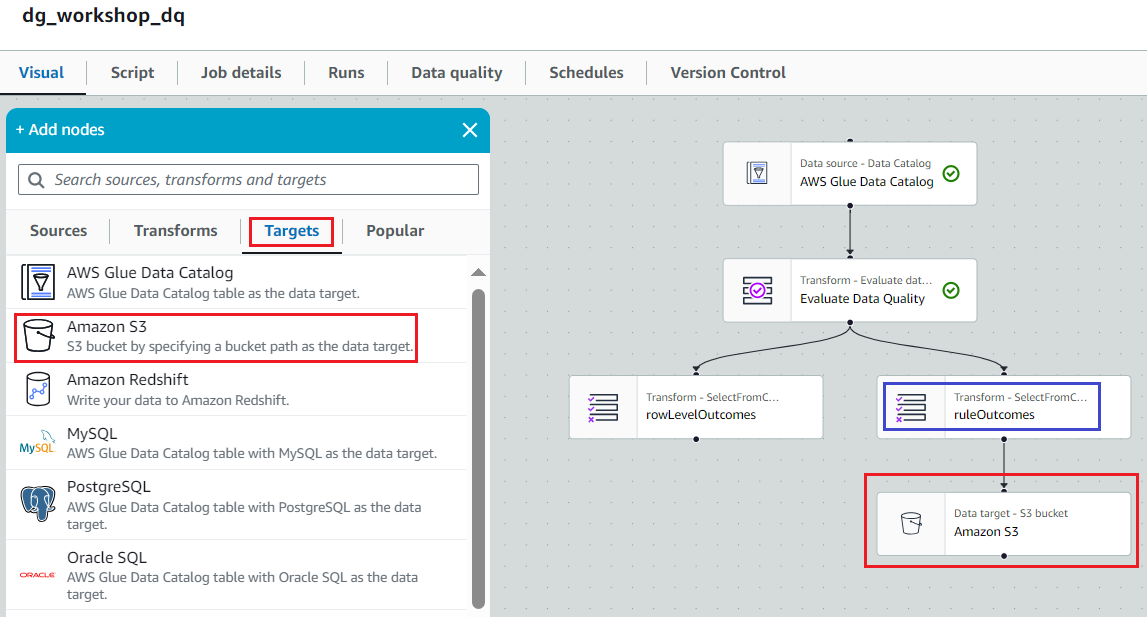 dg_workshop_dq
Visual
Script
Job details
Runs
Data quality
Schedules
Version Control
+ Add nodes
Search sources, transforms and targets
Sources
Transforms
Targets
Popular
AWS Glue Data Catalog
AWS Glue Data Catalog table as the data target.
Amazon S3
S3 bucket by specifying a bucket path as the data target.
Amazon Redshift
Write your data to Amazon Redshift.
MySQL
MySQL
AWS Glue Data Catalog table with MySQL as the data target.
PostgreSQL
AWS Glue Data Catalog table with PostgreSQL as the data
target.
ORACLE
Oracle SQL
AWS Glue Data Catalog table with Oracle SQL as the data
target.
Data source - Data Catalog
AWS Glue Data Catalog
Transform - Evaluate dat...
Evaluate Data Quality
Transform - SelectFromC...
rowLevelOutcomes
Transform - SelectFromC...
ruleOutcomes
Data target - S3 bucket
Amazon S3